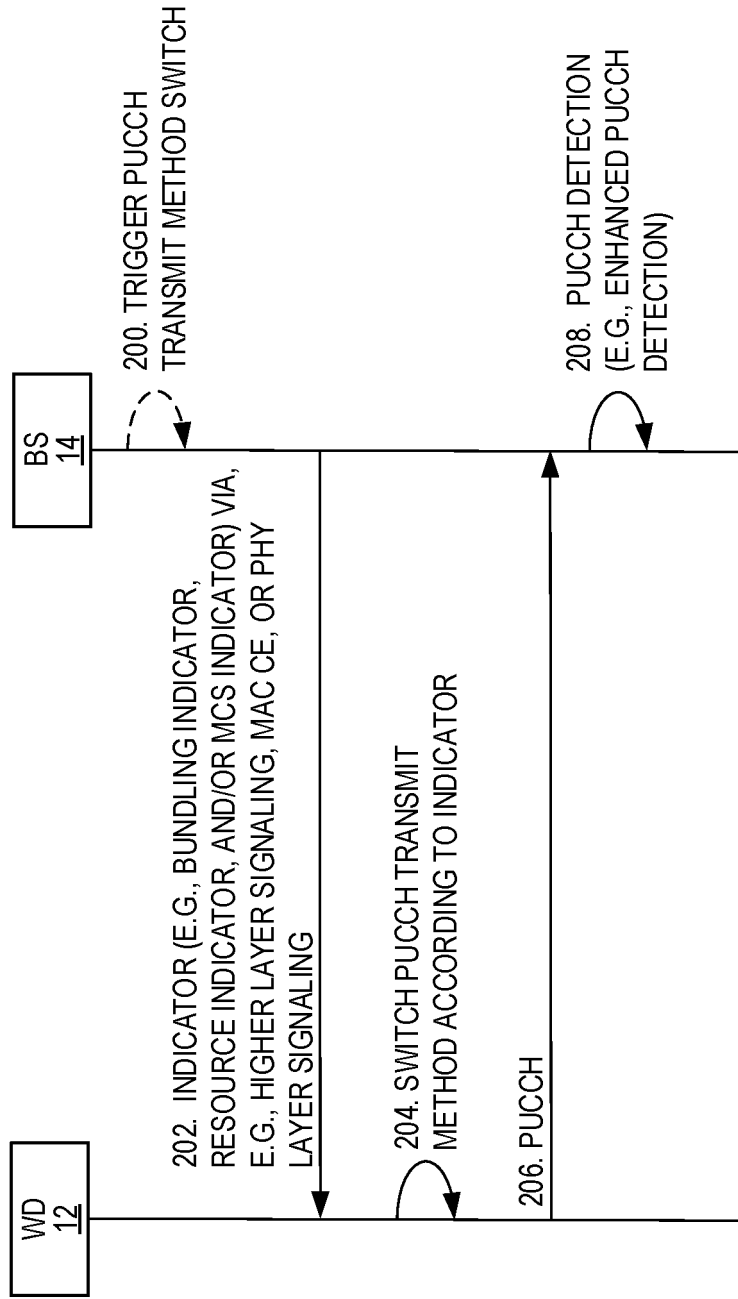 WD
12
BS
14
200. TRIGGER PUCCH
TRANSMIT METHOD SWITCH
202. INDICATOR (E.G., BUNDLING INDICATOR,
RESOURCE INDICATOR, AND/OR MCS INDICATOR) VIA,
E.G., HIGHER LAYER SIGNALING, MAC CE, OR PHY
LAYER SIGNALING
204. SWITCH PUCCH TRANSMIT
METHOD ACCORDING TO INDICATOR
206. PUCCH
208. PUCCH DETECTION
(E.G., ENHANCED PUCCH
DETECTION)